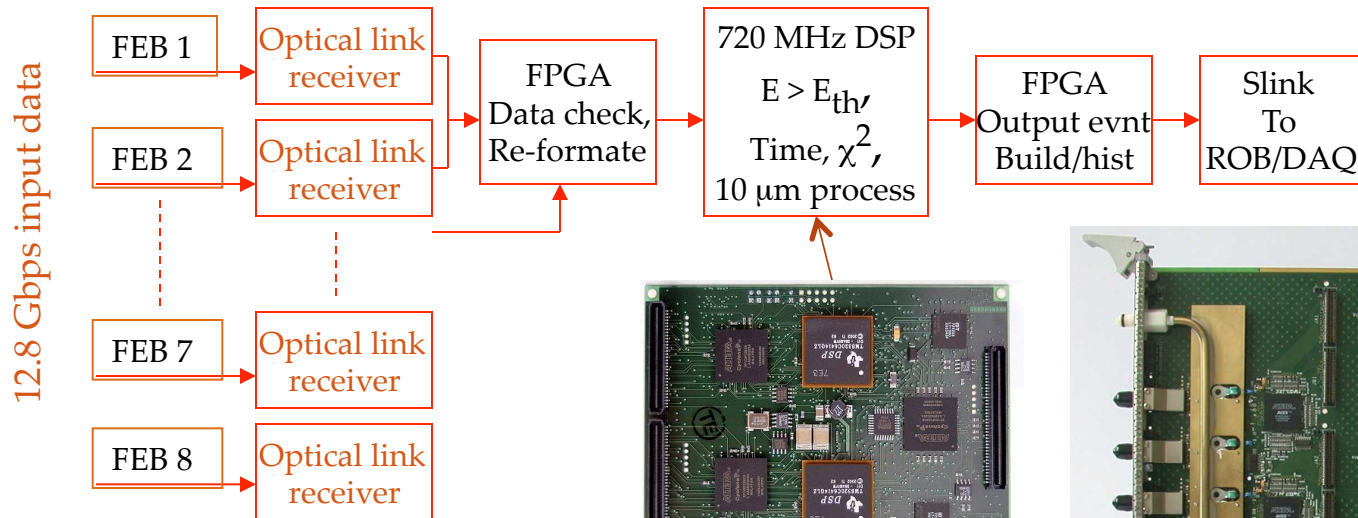 12.8 Gbps input data
FEB 1
Optical link
receiver
FEB 2
Optical link
receiver
FEB 7
Optical link
receiver
FEB 8
Optical link
receiver
FPGA
Data check,
Re-formate
720 MHz DSP
E > Eth,
Time, χ²,
10 μm process
FPGA
Output evnt
Build/hist
Slink
To
ROB/DAQ
DSP
7E3
DSP